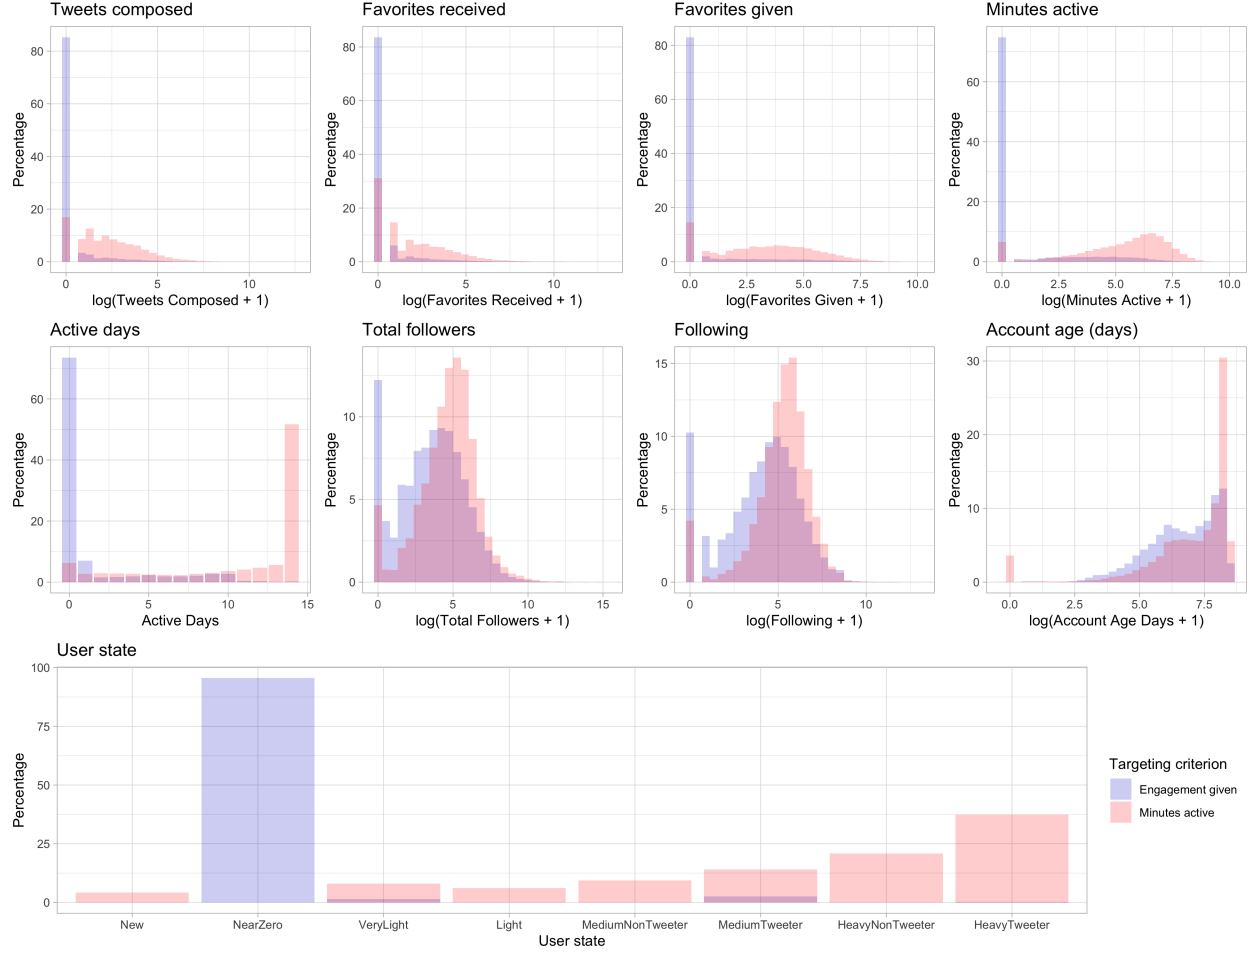 Tweets composed
Percentage
80
60
40
20
0
0 5 10
log(Tweets Composed + 1)
Favorites received
Percentage
80
60
40
20
0
0 5 10
log(Favorites Received + 1)
Favorites given
Percentage
80
60
40
20
0
0.0 2.5 5.0 7.5 10.0
log(Favorites Given + 1)
Minutes active
Percentage
60
40
20
0
0.0 2.5 5.0 7.5 10.0
log(Minutes Active + 1)
Active days
Percentage
60
40
20
0
0 5 10 15
Active Days
Total followers
Percentage
10
5
0
0 5 10 15
log(Total Followers + 1)
Following
Percentage
15
10
5
0
0 5 10
log(Following + 1)
Account age (days)
Percentage
30
20
10
0
0.0 2.5 5.0 7.5
log(Account Age Days + 1)
User state
Percentage
100
75
50
25
0
New NearZero VeryLight Light MediumNonTweeter MediumTweeter HeavyNonTweeter HeavyTweeter
User state
Targeting criterion
Engagement given
Minutes active